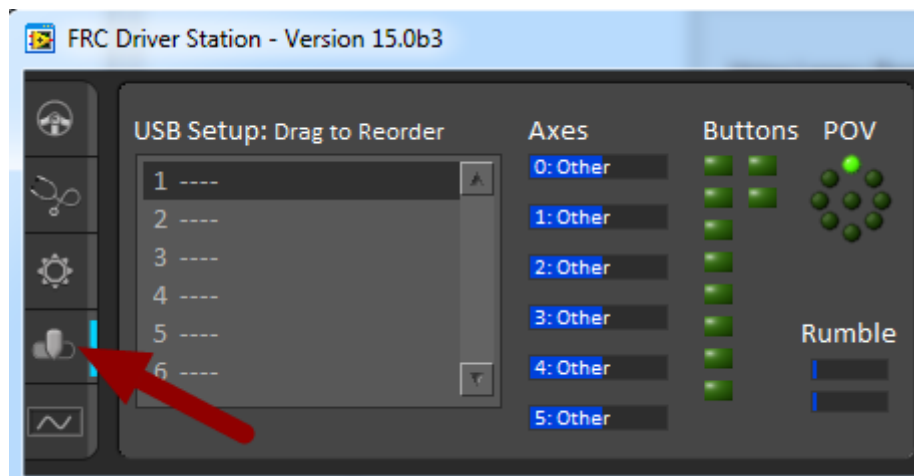 FRC Driver Station - Version 15.0b3
USB Setup: Drag to Reorder
1 ----
2 ----
3 ----
4 ----
5 ----
6 ----
Axes
0: Other
1: Other
2: Other
3: Other
4: Other
5: Other
Buttons
POV
Rumble